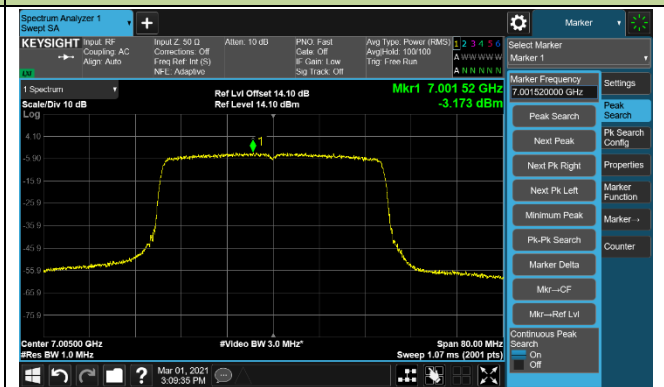 Spectrum Analyzer 1
Swept SA
Marker
KEYSIGHT
Input: RF
Coupling: AC
Align: Auto
Input Z: 50 Ω
Corrections: Off
Freq Ref: Int (S)
NFE: Adaptive
Atten: 10 dB
PNO: Fast
Gate: Off
IF Gain: Low
Sig Track: Off
Avg Type: Power (RMS)
Avg|Hold: 100/100
Trig: Free Run
1 2 3 4 5 6
A W W W W W
A N N N N N
LXI
Select Marker
Marker 1
1 Spectrum
Scale/Div 10 dB
Log
Ref Lvl Offset 14.10 dB
Ref Level 14.10 dBm
Mkr1 7.001 52 GHz
-3.173 dBm
1
4.10
-5.90
-15.9
-25.9
-35.9
-45.9
-55.9
-65.9
-75.9
Center 7.00500 GHz
#Res BW 1.0 MHz
#Video BW 3.0 MHz*
Span 80.00 MHz
Sweep 1.07 ms (2001 pts)
Marker Frequency
7.001520000 GHz
Peak Search
Next Peak
Next Pk Right
Next Pk Left
Minimum Peak
Pk-Pk Search
Marker Delta
Mkr→CF
Mkr→Ref Lvl
Continuous Peak
Search
On
Off
Settings
Peak
Search
Pk Search
Config
Properties
Marker
Function
Marker→
Counter
Mar 01, 2021
3:09:35 PM